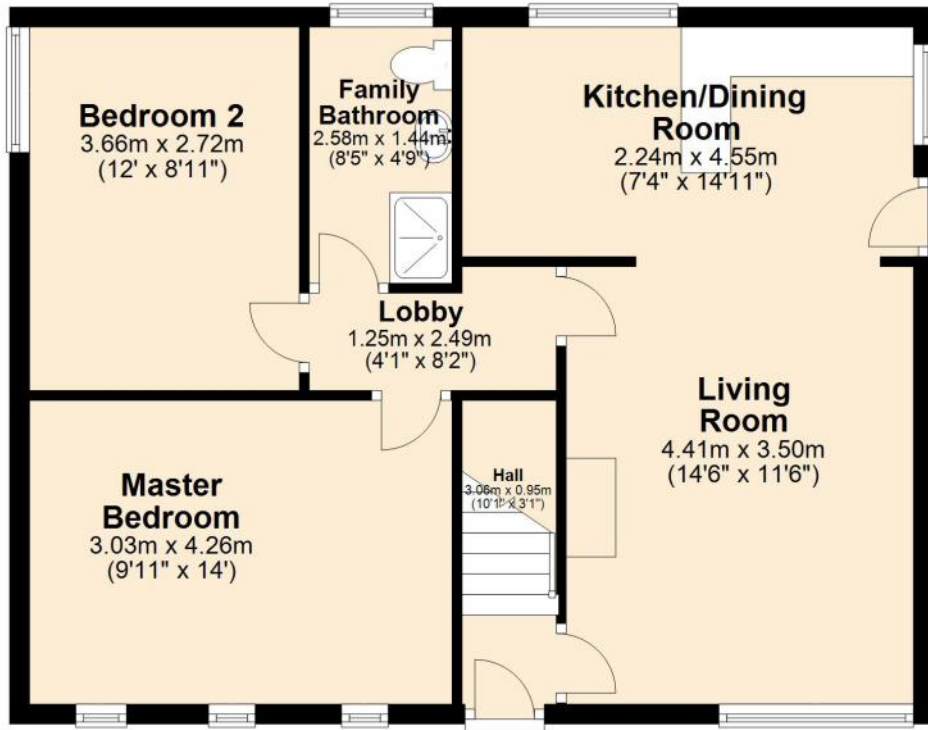 Bedroom 2
3.66m x 2.72m
(12' x 8'11")
Family
Bathroom
2.58m x 1.44m
(8'5" x 4'9")
Kitchen/Dining
Room
2.24m x 4.55m
(7'4" x 14'11")
Lobby
1.25m x 2.49m
(4'1" x 8'2")
Living
Room
4.41m x 3.50m
(14'6" x 11'6")
Master
Bedroom
3.03m x 4.26m
(9'11" x 14')
Hall
3.06m x 0.95m
(10'1" x 3'1")